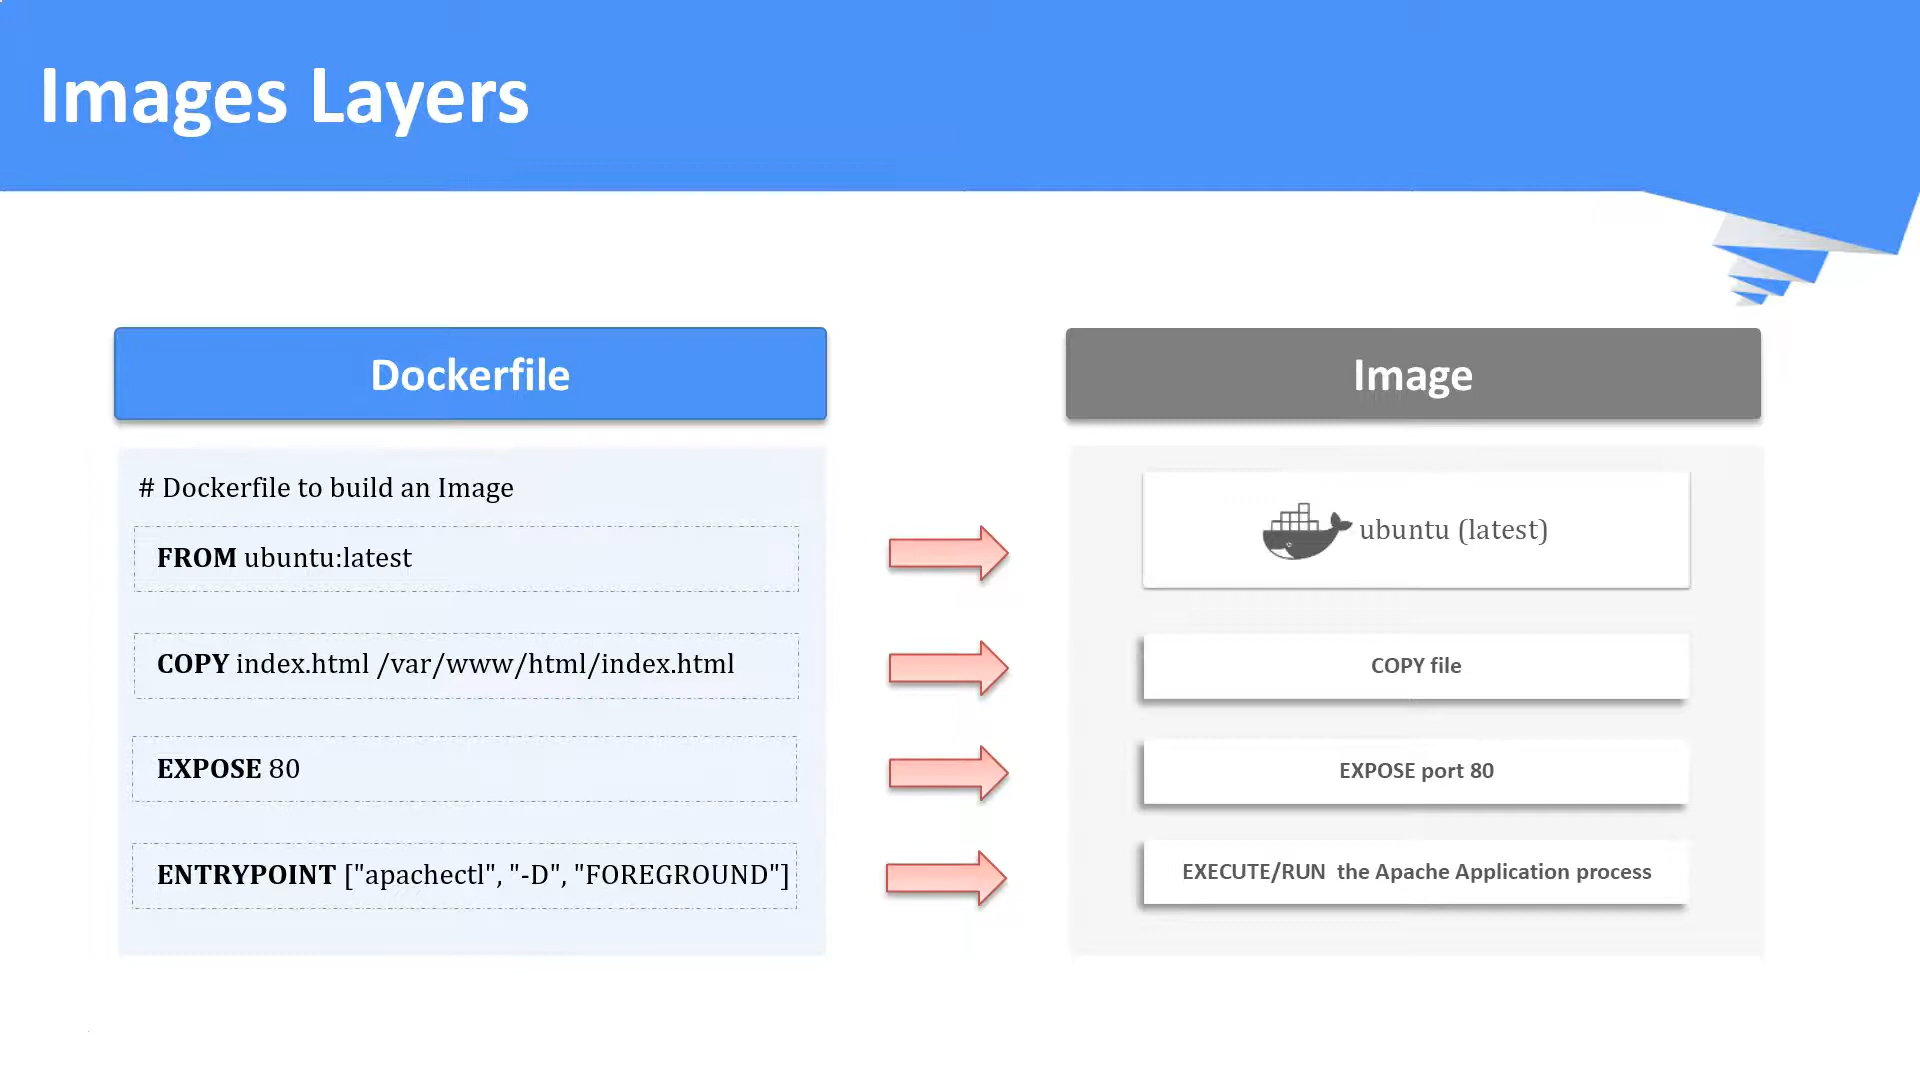 Images Layers
Dockerfile
# Dockerfile to build an Image
FROM ubuntu:latest
COPY index.html /var/www/html/index.html
EXPOSE 80
ENTRYPOINT ["apachectl", "-D", "FOREGROUND"]
Image
ubuntu (latest)
COPY file
EXPOSE port 80
EXECUTE/RUN  the Apache Application process